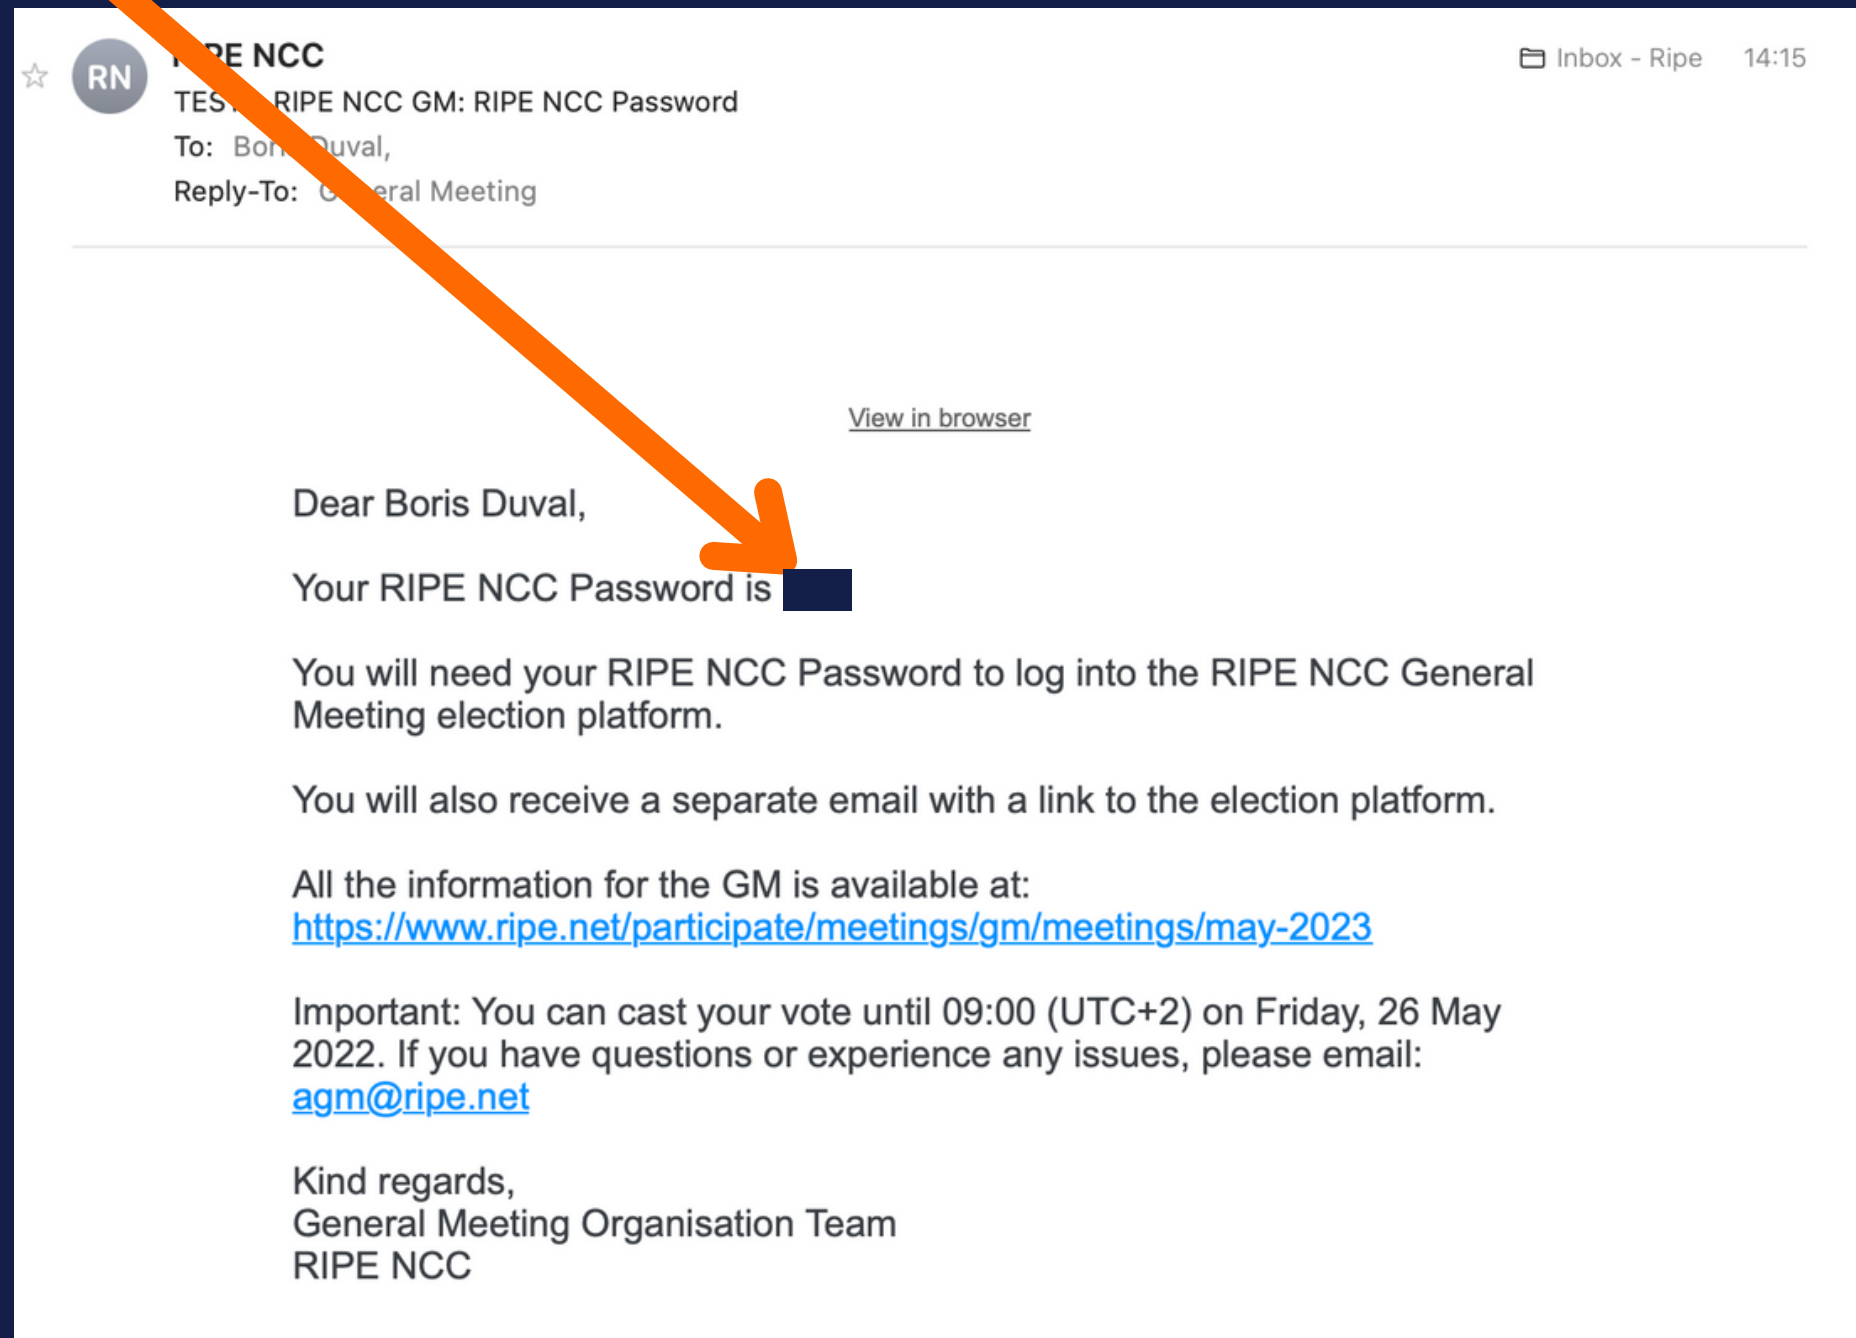 RN
NCC
RIPE NCC GM: RIPE NCC Password
To:
Reply-To: Meeting
Inbox - Ripe 14:15
View in browser
Dear Boris Duval,
Your RIPE NCC Password is
You will need your RIPE NCC Password to log into the RIPE NCC General
Meeting election platform.
You will also receive a separate email with a link to the election platform.
All the information for the GM is available at:
https://www.ripe.net/participate/meetings/gm/meetings/may-2023
Important: You can cast your vote until 09:00 (UTC+2) on Friday, 26 May
2022. If you have questions or experience any issues, please email:
agm@ripe.net
Kind regards,
General Meeting Organisation Team
RIPE NCC